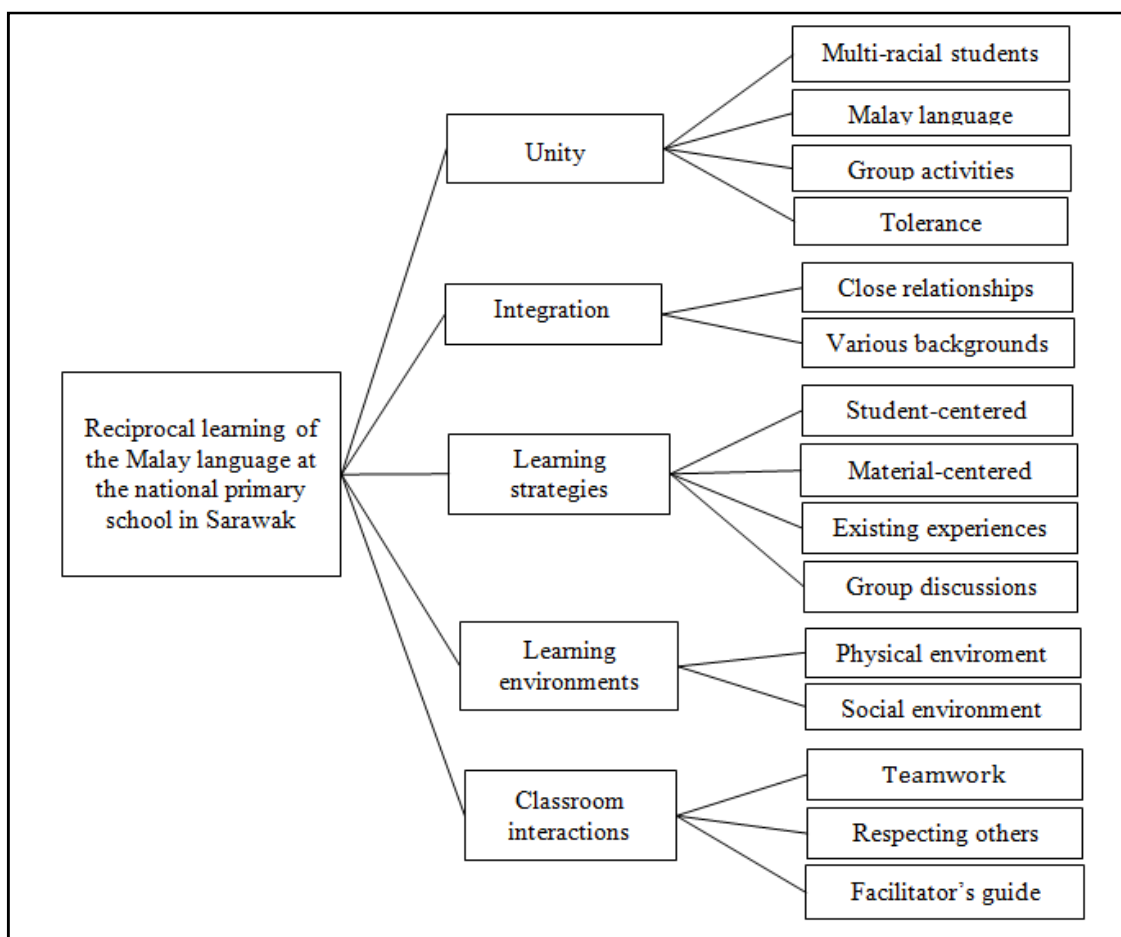 Reciprocal learning of
the Malay language at
the national primary
school in Sarawak
Unity
Multi-racial students
Malay language
Group activities
Tolerance
Integration
Close relationships
Various backgrounds
Learning
strategies
Student-centered
Material-centered
Existing experiences
Group discussions
Learning
environments
Physical enviroment
Social environment
Classroom
interactions
Teamwork
Respecting others
Facilitator's guide